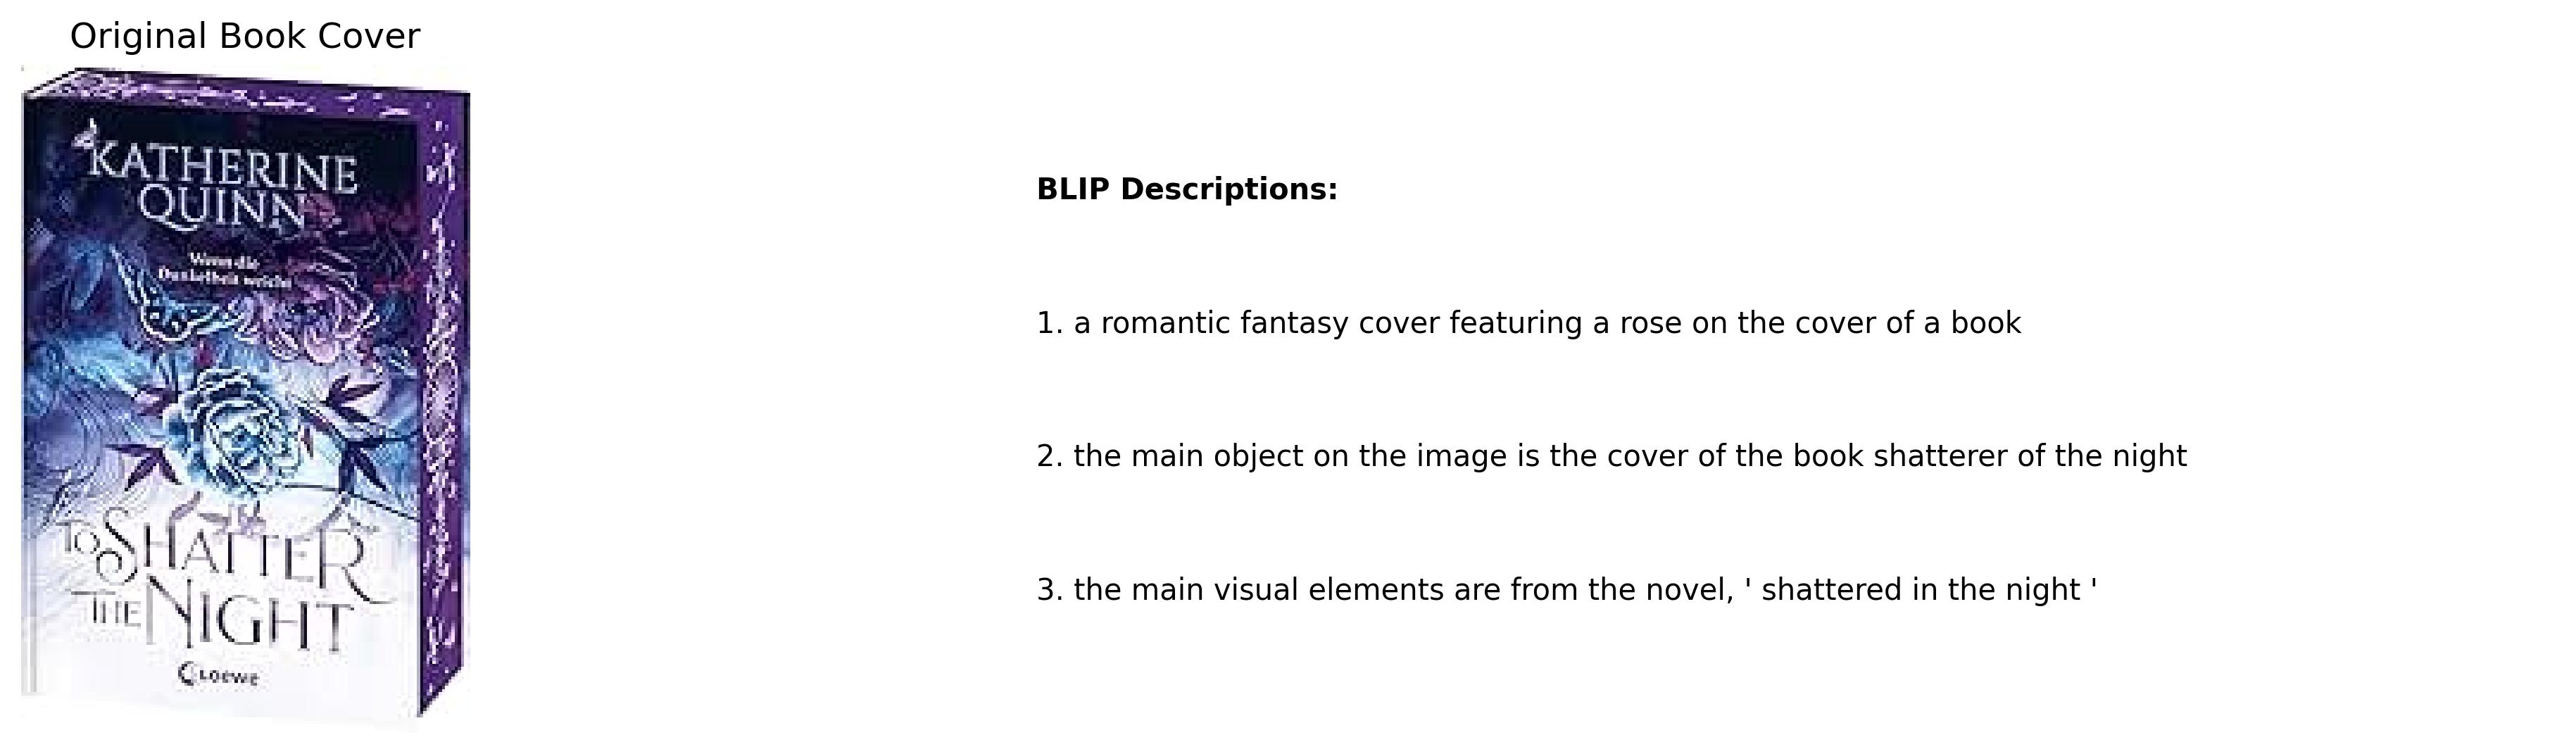 Original Book Cover
KATHERINE
QUINN
Wenn die
Dunkelheit weicht
TO SHATTER
THE NIGHT
LOEWE
BLIP Descriptions:
1. a romantic fantasy cover featuring a rose on the cover of a book
2. the main object on the image is the cover of the book shatterer of the night
3. the main visual elements are from the novel, ' shattered in the night '